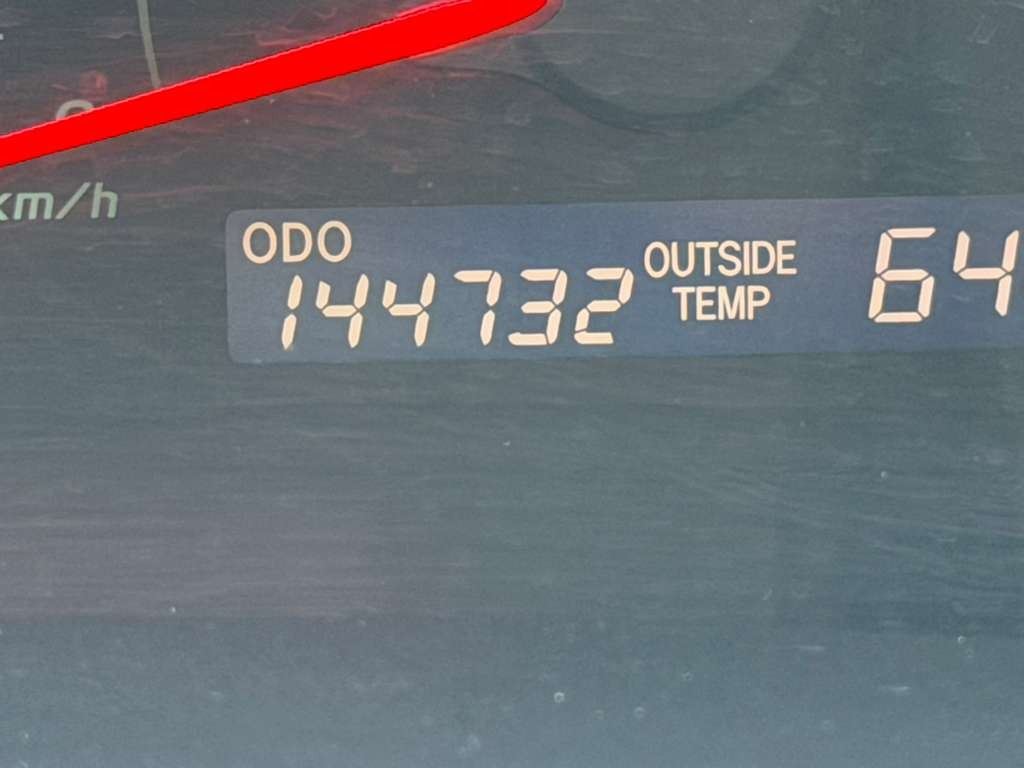 km/h
ODO
144732
OUTSIDE
TEMP
64